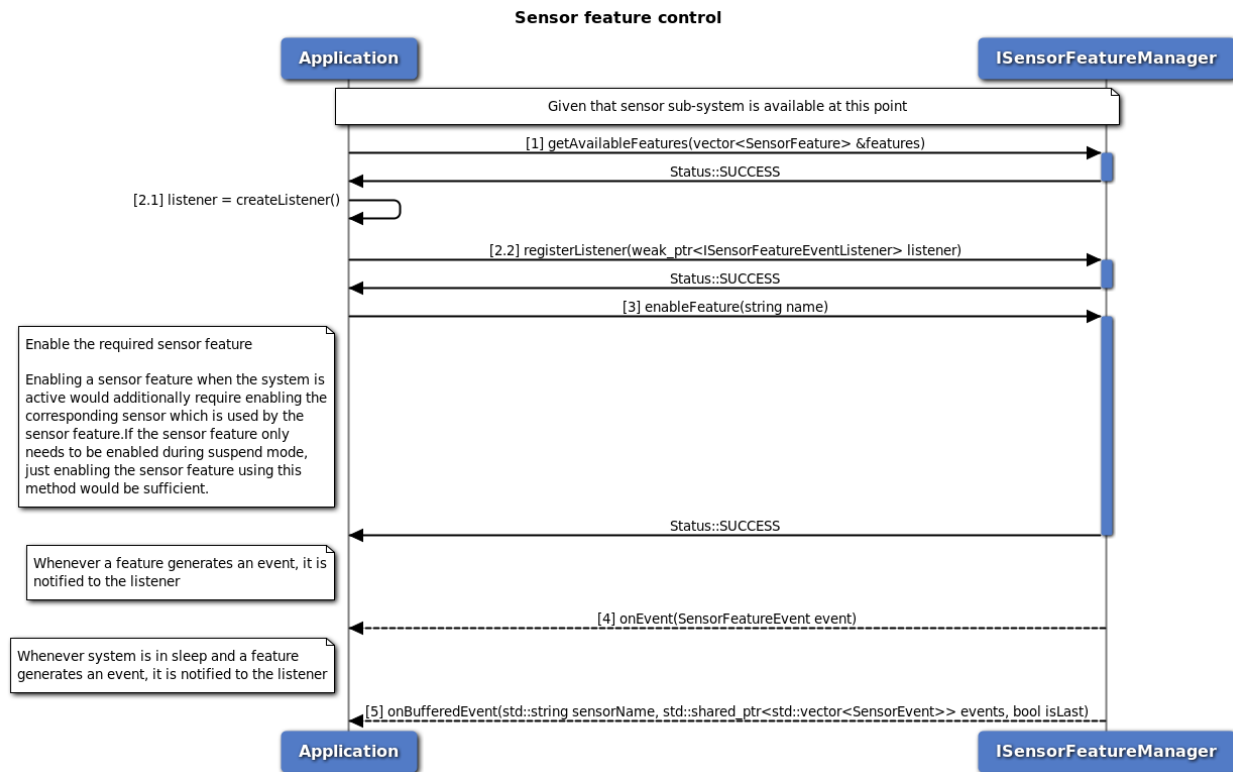 Sensor feature control
Application
ISensorFeatureManager
Given that sensor sub-system is available at this point
[1] getAvailableFeatures(vector<SensorFeature> &features)
Status::SUCCESS
[2.1] listener = createListener()
[2.2] registerListener(weak_ptr<ISensorFeatureEventListener> listener)
Status::SUCCESS
[3] enableFeature(string name)
Enable the required sensor feature
Enabling a sensor feature when the system is
active would additionally require enabling the
corresponding sensor which is used by the
sensor feature.If the sensor feature only
needs to be enabled during suspend mode,
just enabling the sensor feature using this
method would be sufficient.
Status::SUCCESS
Whenever a feature generates an event, it is
notified to the listener
[4] onEvent(SensorFeatureEvent event)
Whenever system is in sleep and a feature
generates an event, it is notified to the listener
[5] onBufferedEvent(std::string sensorName, std::shared_ptr<std::vector<SensorEvent>> events, bool isLast)
Application
ISensorFeatureManager